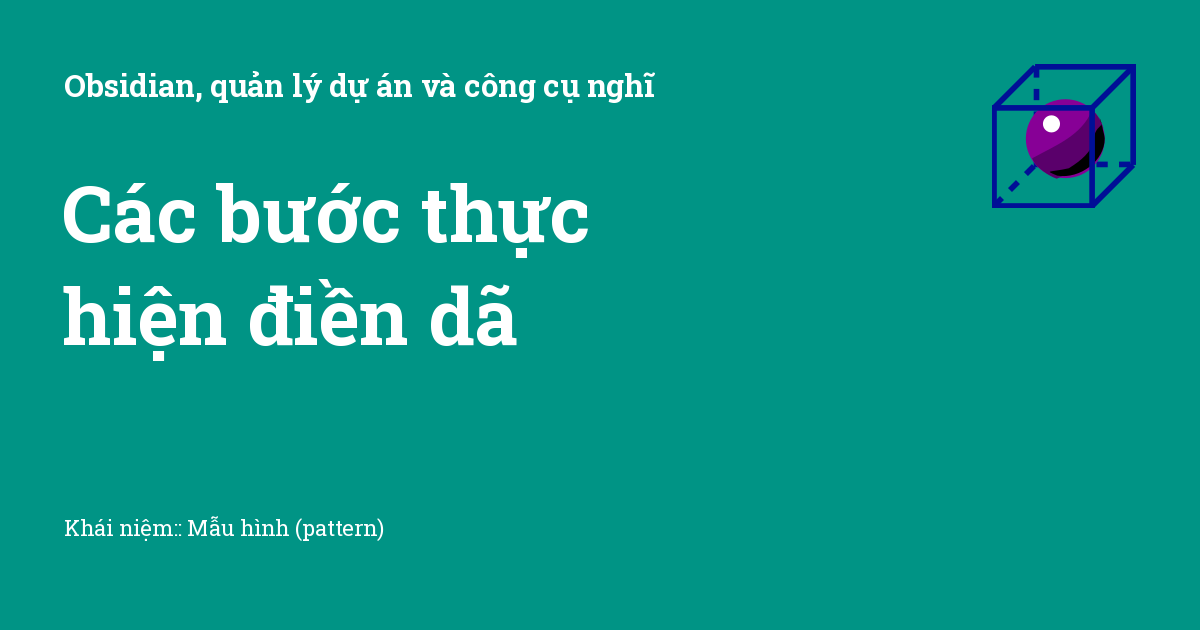 Obsidian, quản lý dự án và công cụ nghĩ
Các bước thực
hiện điền dã
Khái niệm:: Mẫu hình (pattern)